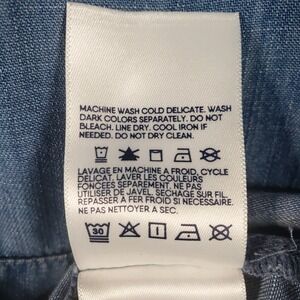 MACHINE WASH COLD DELICATE. WASH
DARK COLORS SEPARATELY. DO NOT
BLEACH. LINE DRY. COOL IRON IF
NEEDED. DO NOT DRY CLEAN.
LAVAGE EN MACHINE A FROID, CYCLE
DELICAT, LAVER LES COULEURS
FONCEES SEPAREMENT. NE PAS
UTILISER DE JAVEL. SECHAGE SUR FIL.
REPASSER A FER FROID SI NECESSAIRE.
NE PAS NETTOYER A SEC.
30